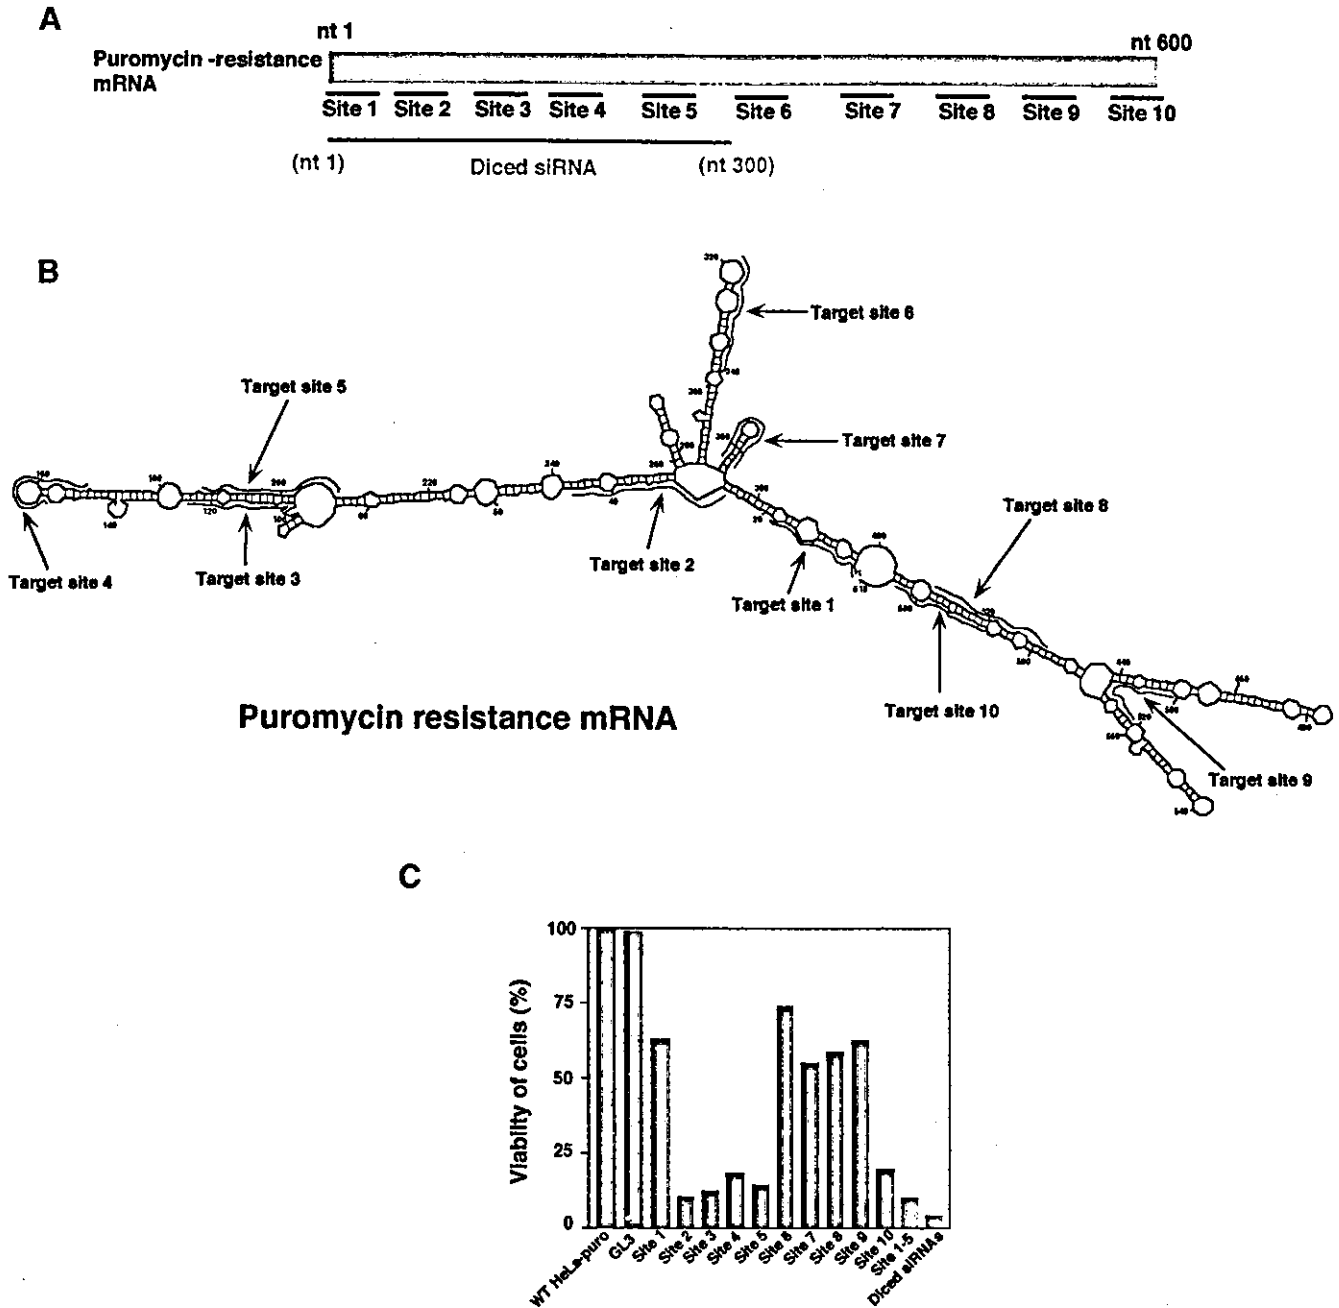 A
nt 1
nt 600
Puromycin -resistance
mRNA
Site 1 Site 2 Site 3 Site 4 Site 5 Site 6 Site 7 Site 8 Site 9 Site 10
(nt 1) Diced siRNA (nt 300)
B
Target site 6
Target site 5
Target site 7
Target site 8
Target site 2
Target site 4
Target site 3
Target site 1
Target site 10
Puromycin resistance mRNA
Target site 9
C
Viabilty of cells (%)
100
75
50
25
0
WT HeLa-puro
GL3
Site 1
Site 2
Site 3
Site 4
Site 5
Site 6
Site 7
Site 8
Site 9
Site 10
Site 1-5
Diced siRNAs